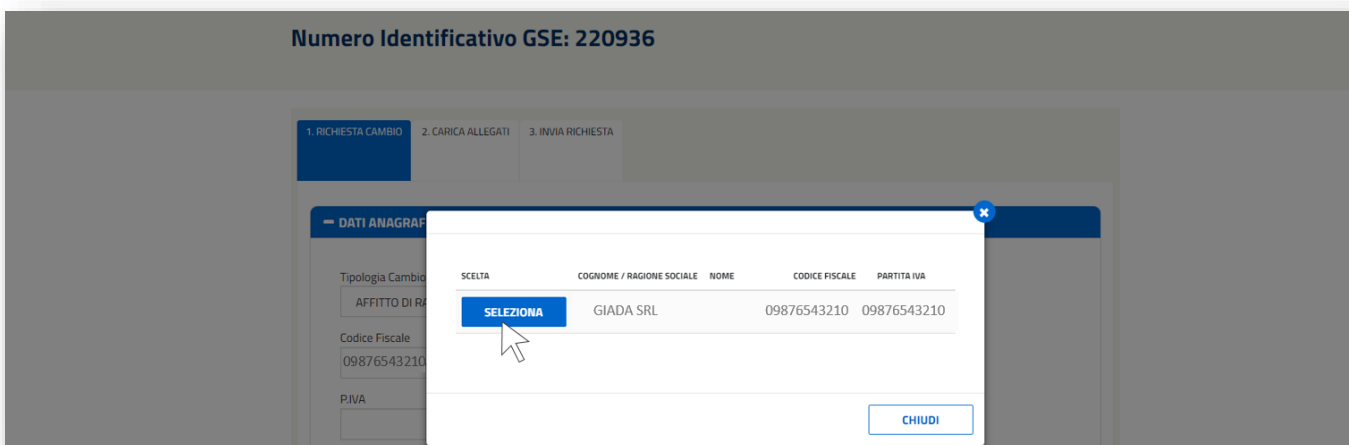 Numero Identificativo GSE: 220936
1. RICHIESTA CAMBIO 2. CARICA ALLEGATI 3. INVIA RICHIESTA
DATI ANAGRAF
Tipologia Cambio
AFFITTO DI RA
Codice Fiscale
09876543210
P.IVA
SCELTA COGNOME / RAGIONE SOCIALE NOME CODICE FISCALE PARTITA IVA
SELEZIONA GIADA SRL 09876543210 09876543210
CHIUDI